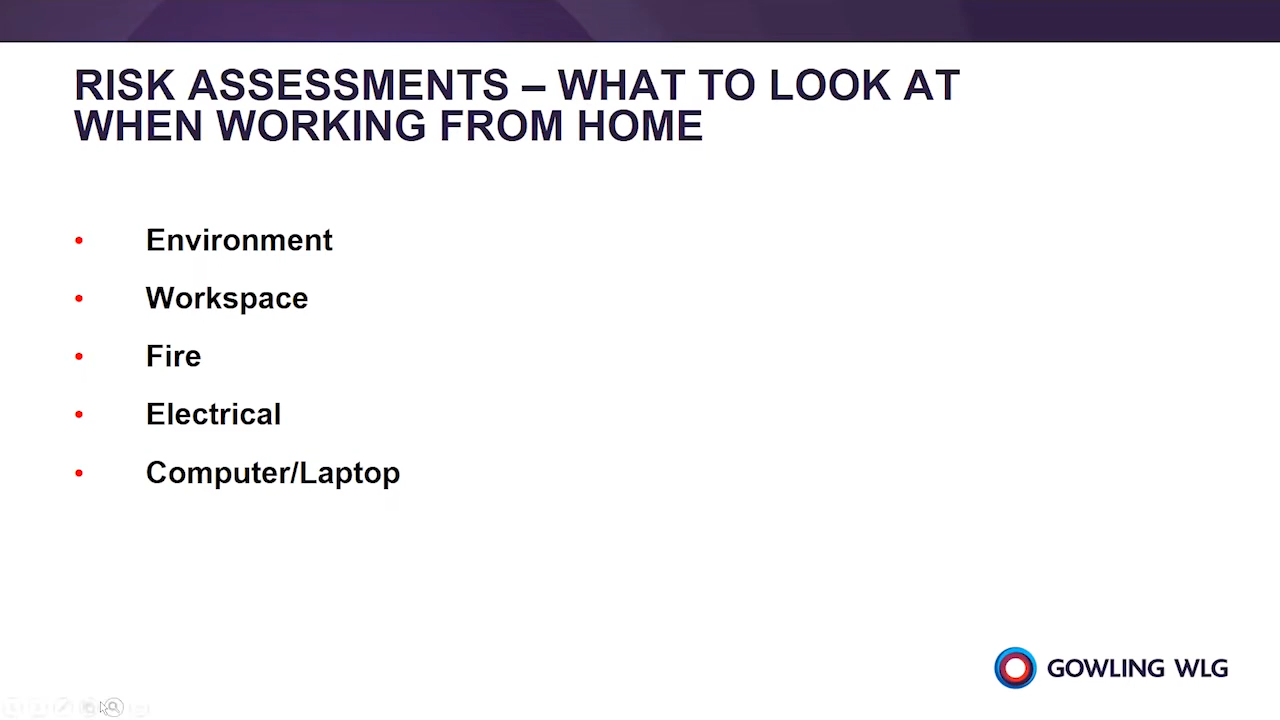 RISK ASSESSMENTS – WHAT TO LOOK AT
WHEN WORKING FROM HOME
• Environment
• Workspace
• Fire
• Electrical
• Computer/Laptop
GOWLING WLG